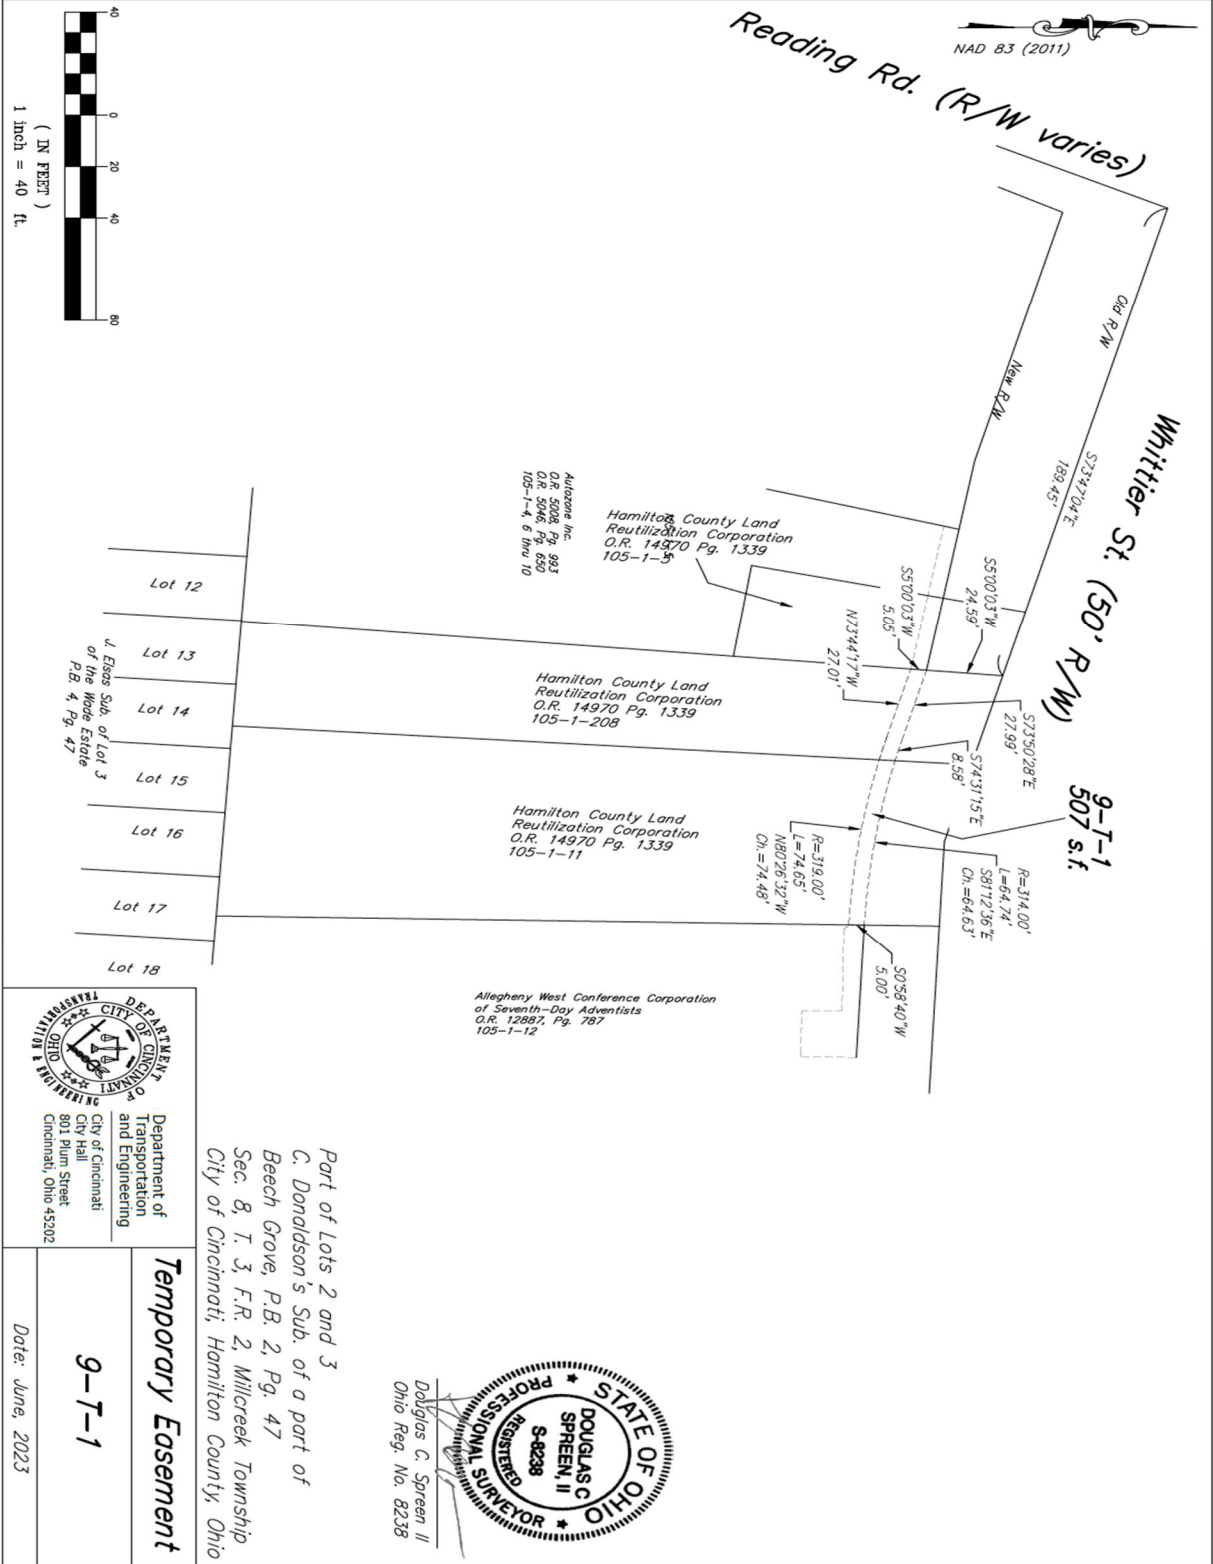 NAD 83 (2011)
Reading Rd. (R/W varies)
Old R/W
New R/W
Whittier St. (50' R/W)
S73°47'04"E
189.45'
S5°00'03"W
24.59'
S5°00'03"W
5.05'
N73°44'17"W
27.01'
S73°50'28"E
27.99'
S74°31'15"E
8.58'
9-T-1
507 s.f.
R=314.00'
L=64.74'
S81°12'36"E
Ch.=64.63'
R=319.00'
L=74.65'
N80°26'32"W
Ch.=74.48'
S0°58'40"W
5.00'
Autozone Inc.
O.R. 5008, Pg. 993
O.R. 5046, Pg. 650
105-1-4, 6 thru 10
Hamilton County Land
Reutilization Corporation
O.R. 14970 Pg. 1339
105-1-5
Hamilton County Land
Reutilization Corporation
O.R. 14970 Pg. 1339
105-1-208
Hamilton County Land
Reutilization Corporation
O.R. 14970 Pg. 1339
105-1-11
Allegheny West Conference Corporation
of Seventh-Day Adventists
O.R. 12887, Pg. 787
105-1-12
Lot 12
Lot 13
Lot 14
Lot 15
Lot 16
Lot 17
Lot 18
J. Elsas Sub. of Lot 3
of the Wade Estate
P.B. 4, Pg. 47
40
0
20
40
80
( IN FEET )
1 inch = 40 ft.
Part of Lots 2 and 3
C. Donaldson's Sub. of a part of
Beech Grove, P.B. 2, Pg. 47
Sec. 8, T. 3, F.R. 2, Millcreek Township
City of Cincinnati, Hamilton County, Ohio
STATE OF OHIO
DOUGLAS C
SPREEN, II
S-8238
REGISTERED
PROFESSIONAL SURVEYOR
Douglas C. Spreen II
Ohio Reg. No. 8238
DEPARTMENT OF
TRANSPORTATION & ENGINEERING
CITY OF CINCINNATI
OHIO
Department of
Transportation
and Engineering
City of Cincinnati
City Hall
801 Plum Street
Cincinnati, Ohio 45202
Temporary Easement
9-T-1
Date: June, 2023